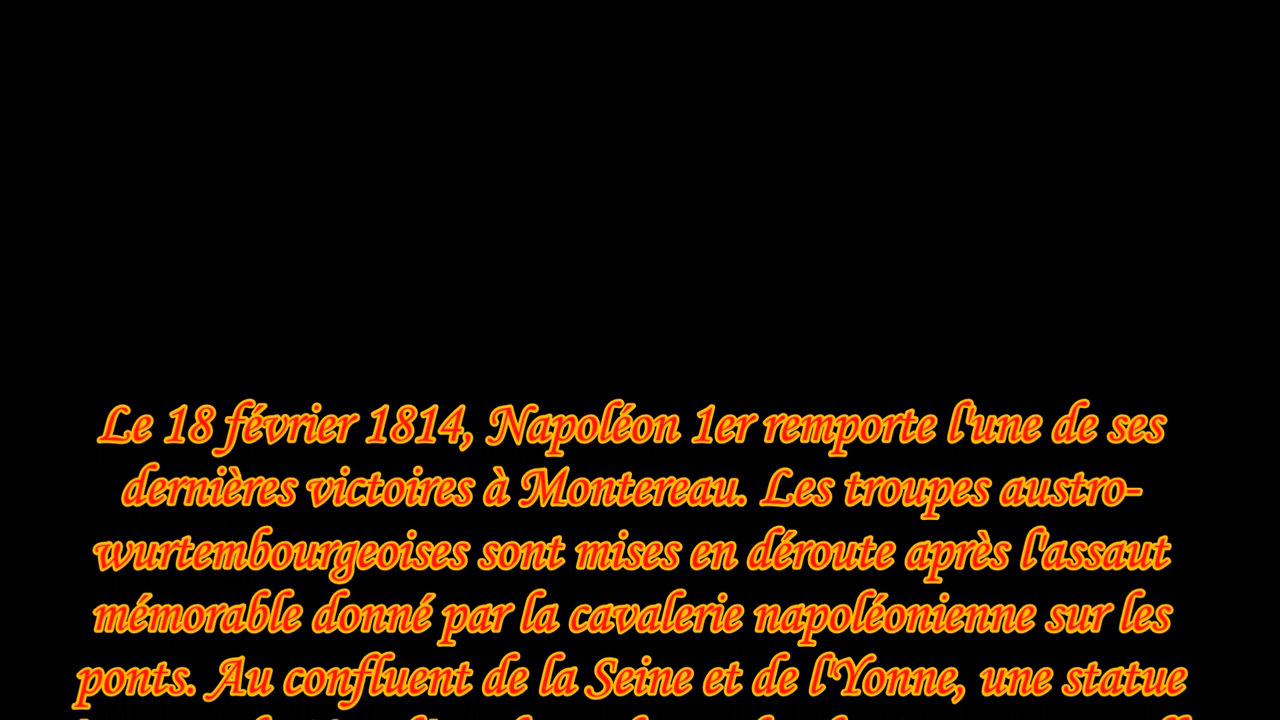 Le 18 février 1814, Napoléon 1er remporte l'une de ses
dernières victoires à Montereau. Les troupes austro-
wurtembourgeoises sont mises en déroute après l'assaut
mémorable donné par la cavalerie napoléonienne sur les
ponts. Au confluent de la Seine et de l'Yonne, une statue